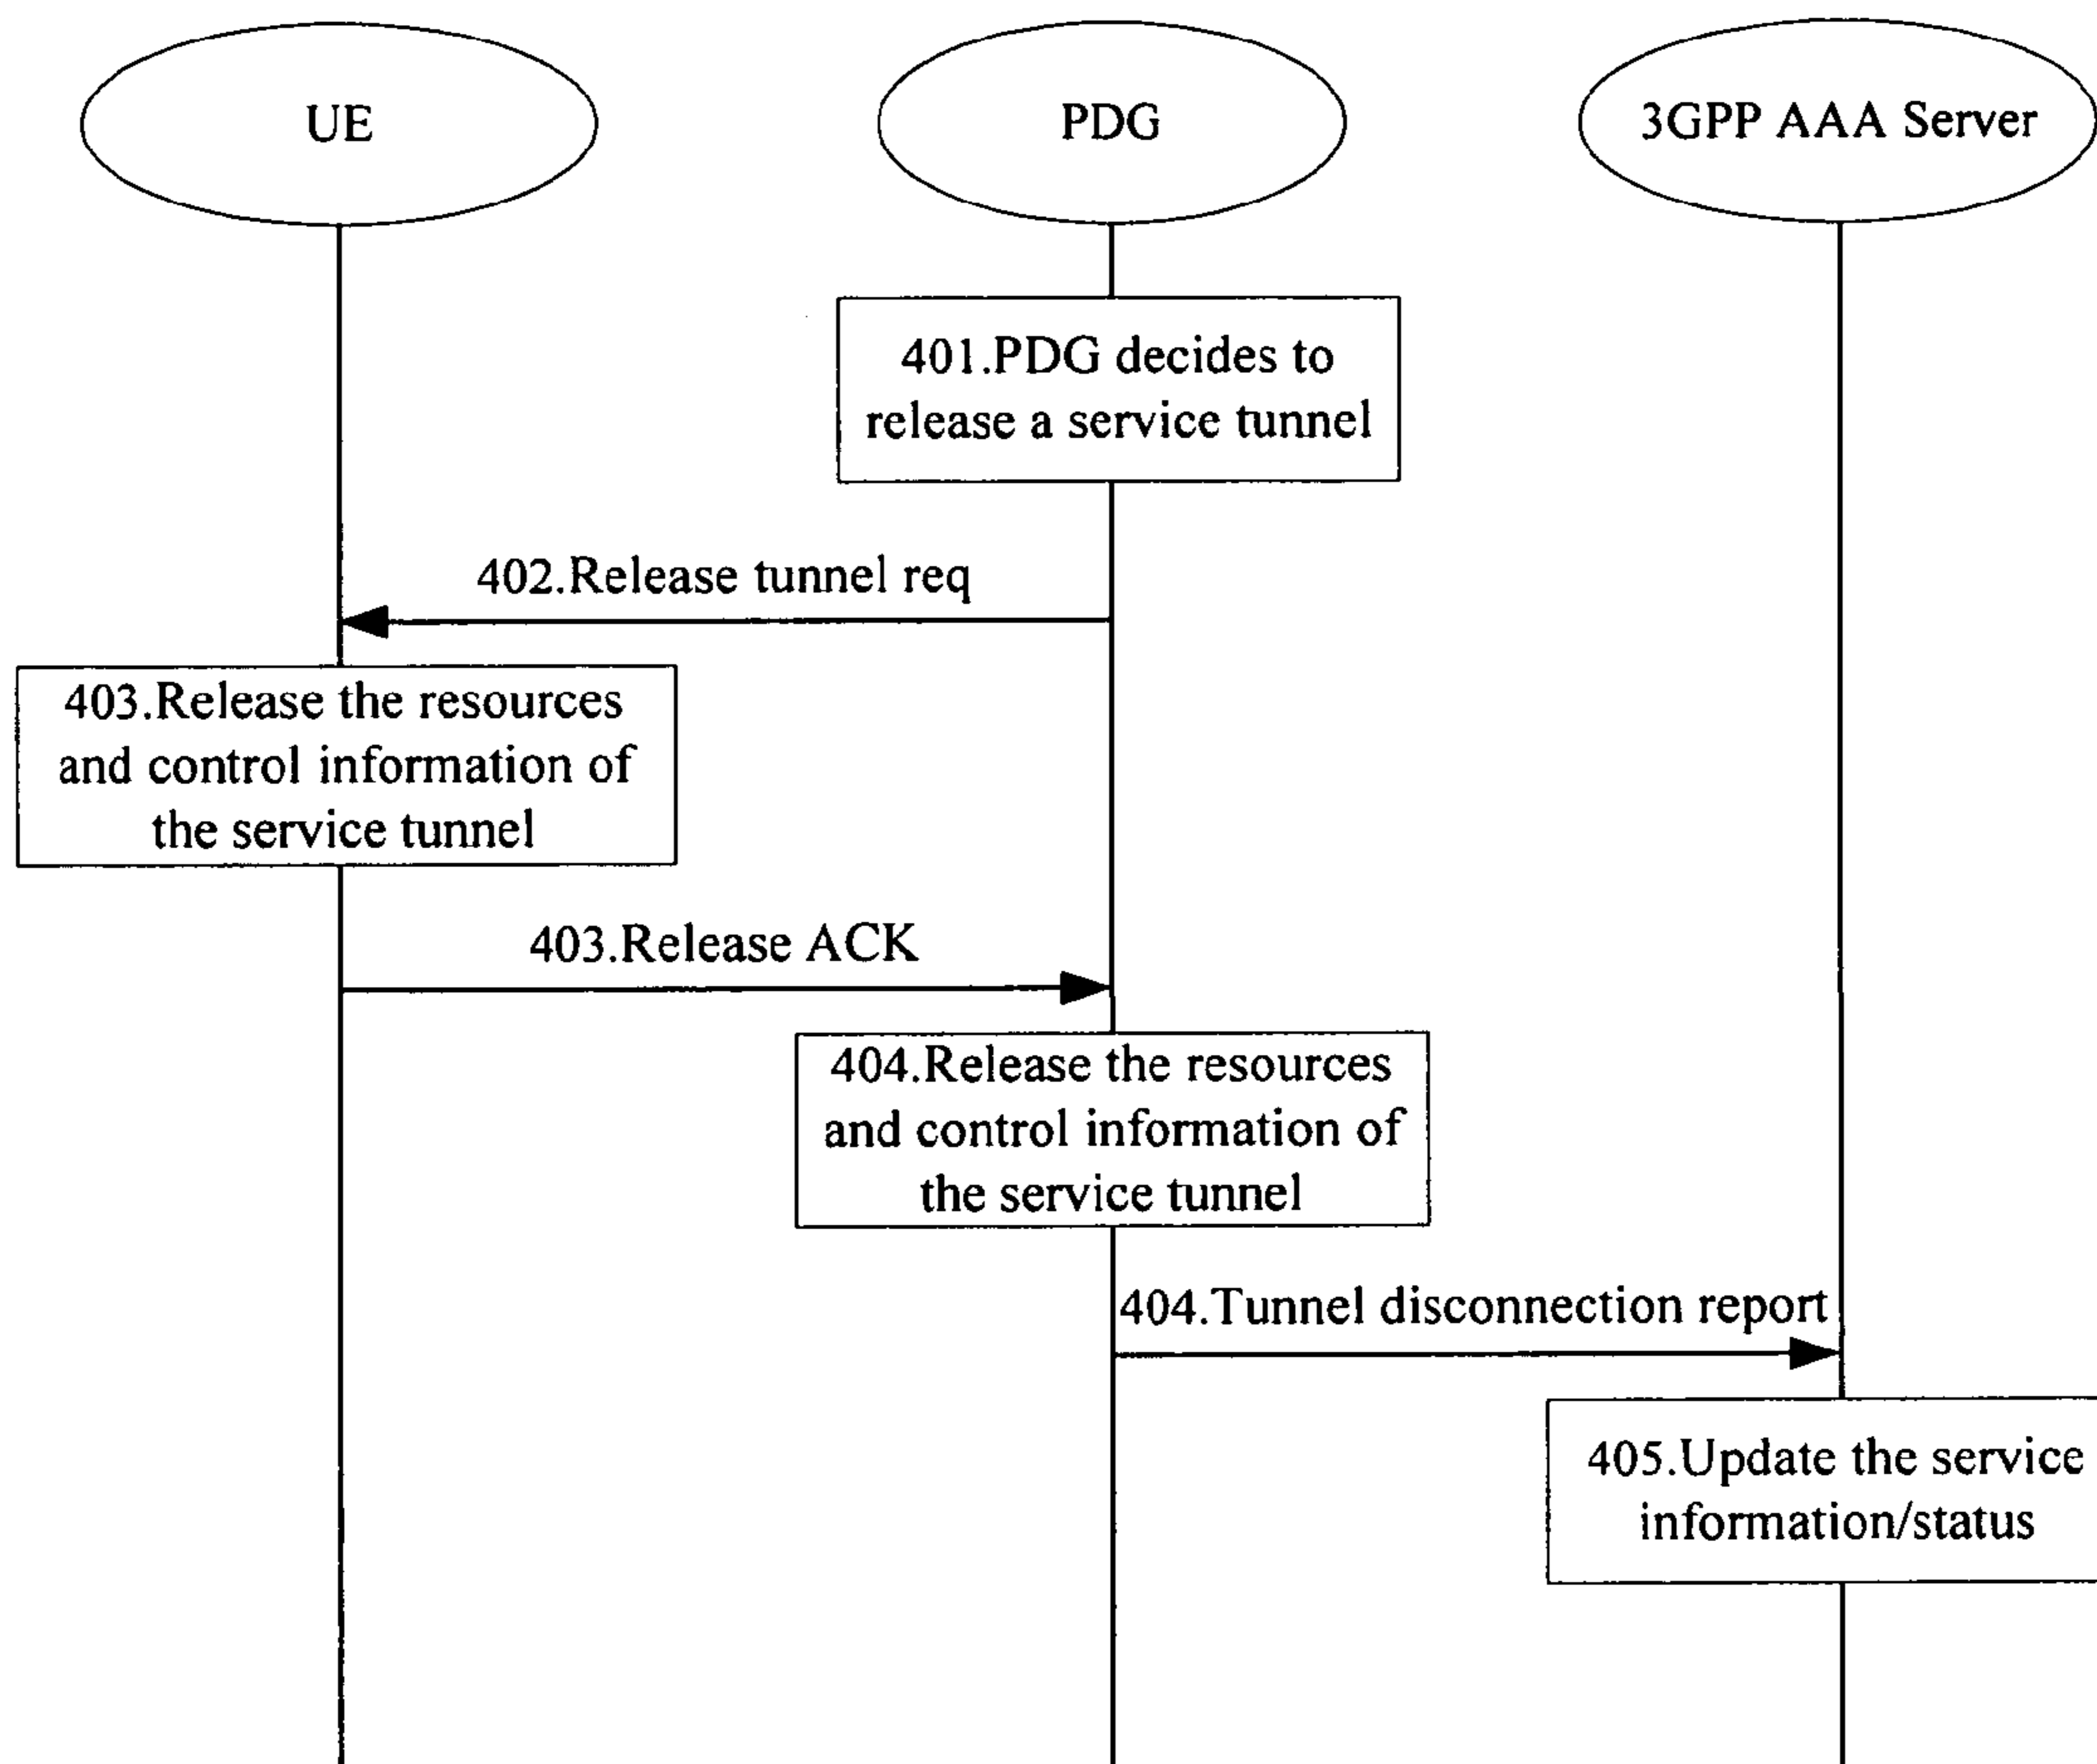 UE
PDG
3GPP AAA Server
401.PDG decides to
release a service tunnel
402.Release tunnel req
403.Release the resources
and control information of
the service tunnel
403.Release ACK
404.Release the resources
and control information of
the service tunnel
404.Tunnel disconnection report
405.Update the service
information/status